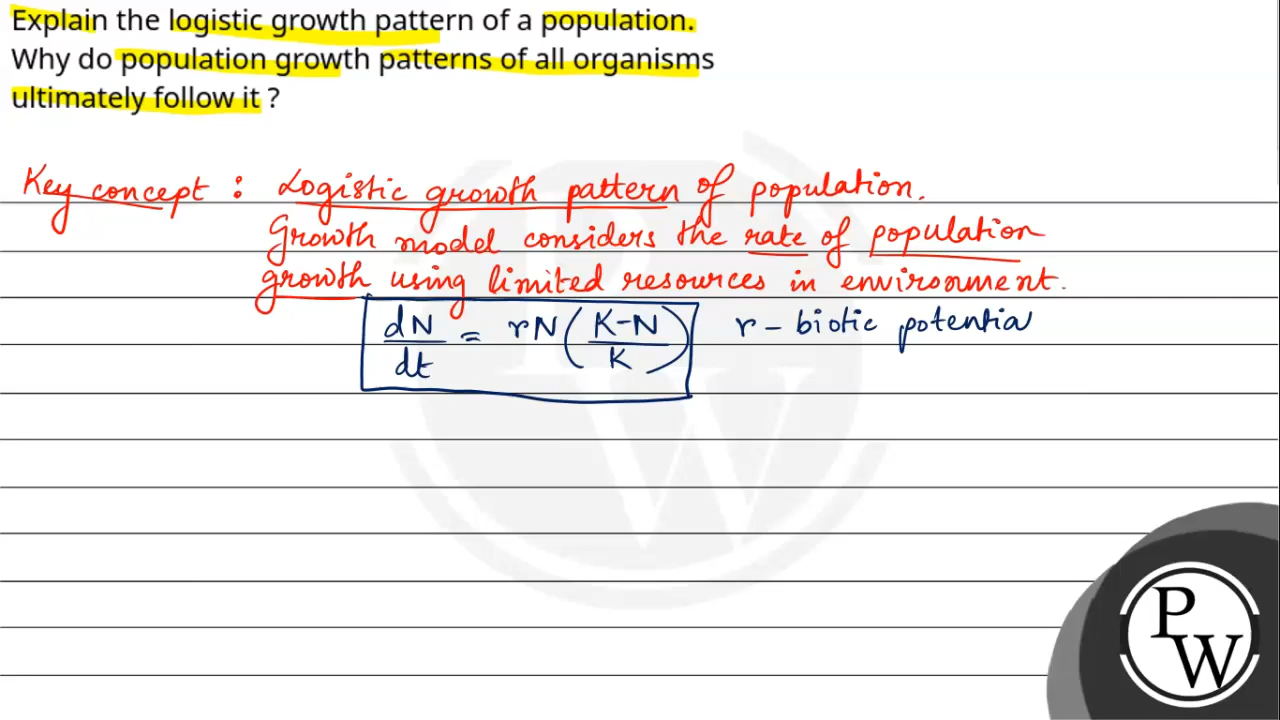 Explain the logistic growth pattern of a population.
Why do population growth patterns of all organisms
ultimately follow it ?
Key concept : Logistic growth pattern of population.
Growth model considers the rate of population
growth using limited resources in environment.
dN/dt = rN(K-N/K) r - biotic potential
PW